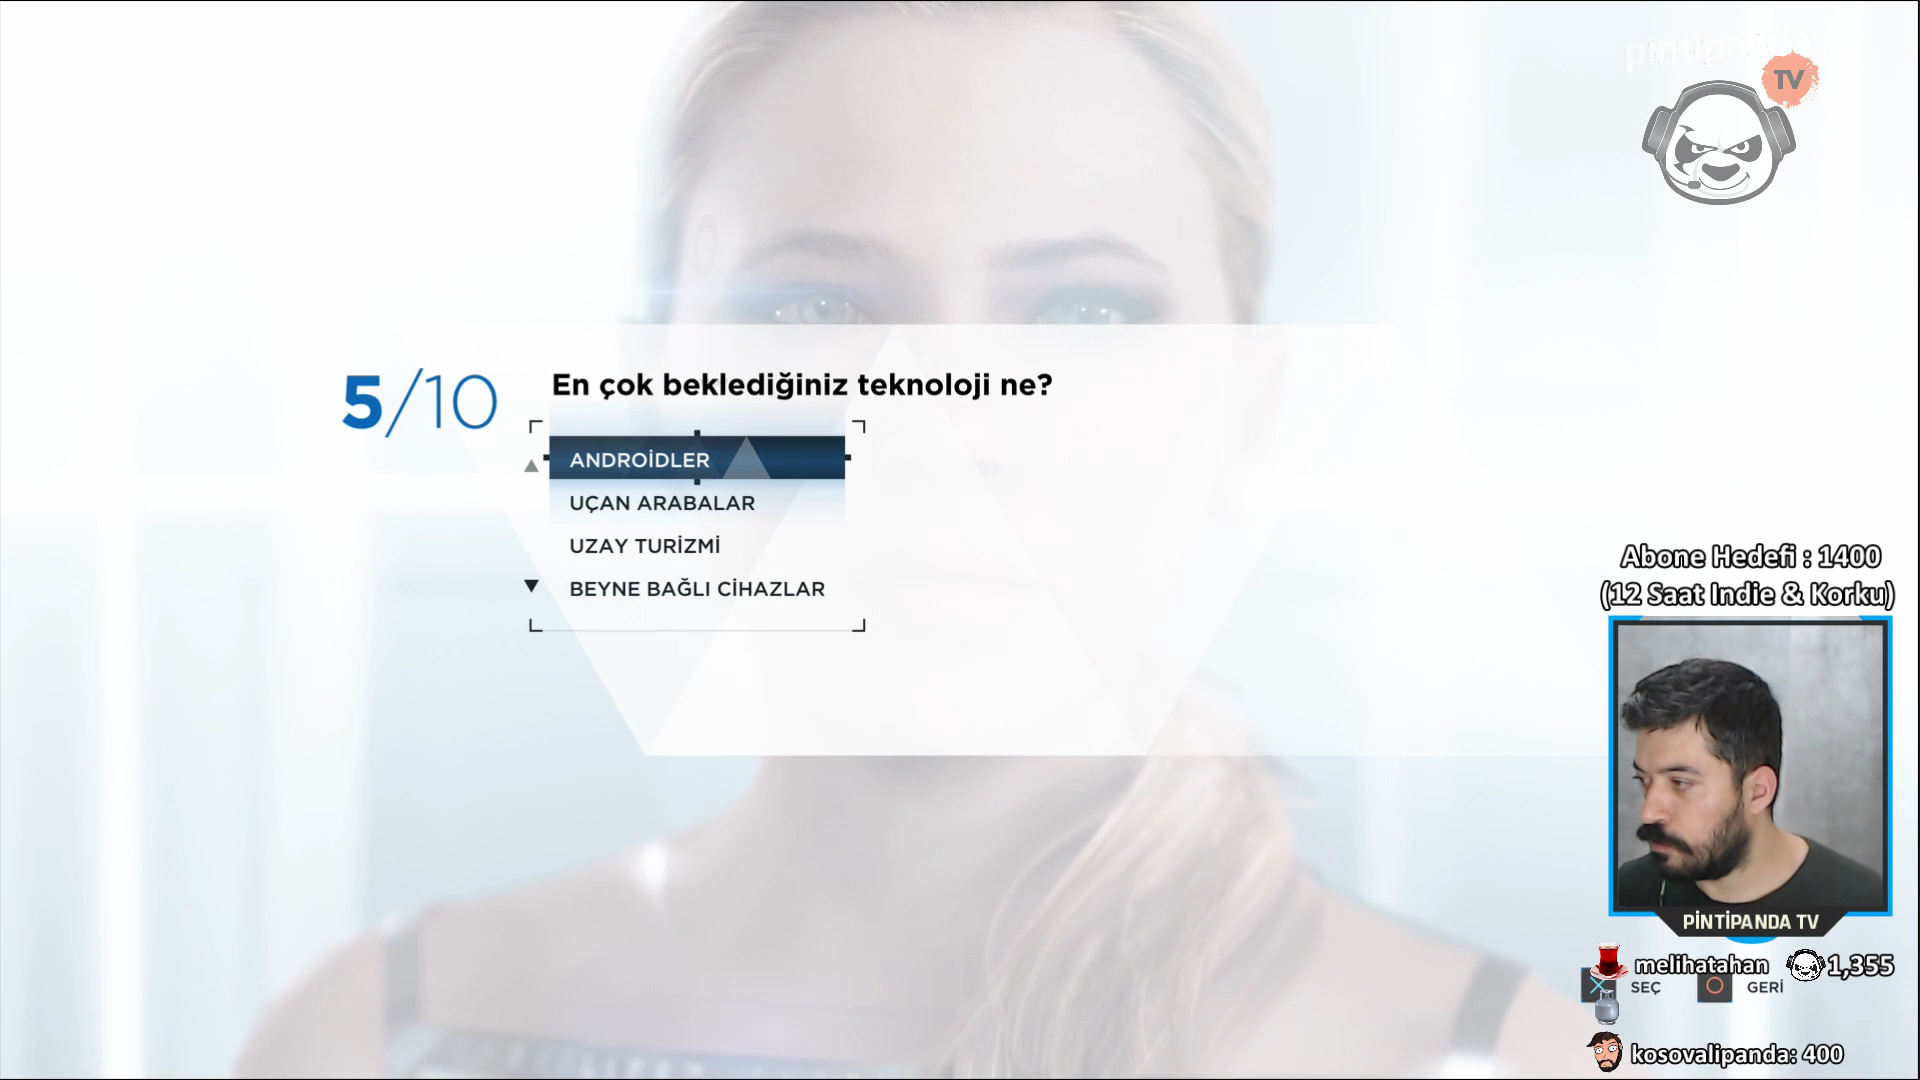 pintipanda
TV
5/10
En çok beklediğiniz teknoloji ne?
ANDROİDLER
UÇAN ARABALAR
UZAY TURİZMİ
BEYNE BAĞLI CİHAZLAR
Abone Hedefi : 1400
(12 Saat Indie & Korku)
PİNTİPANDA TV
melihatahan
1,355
SEÇ
GERİ
kosovalipanda: 400